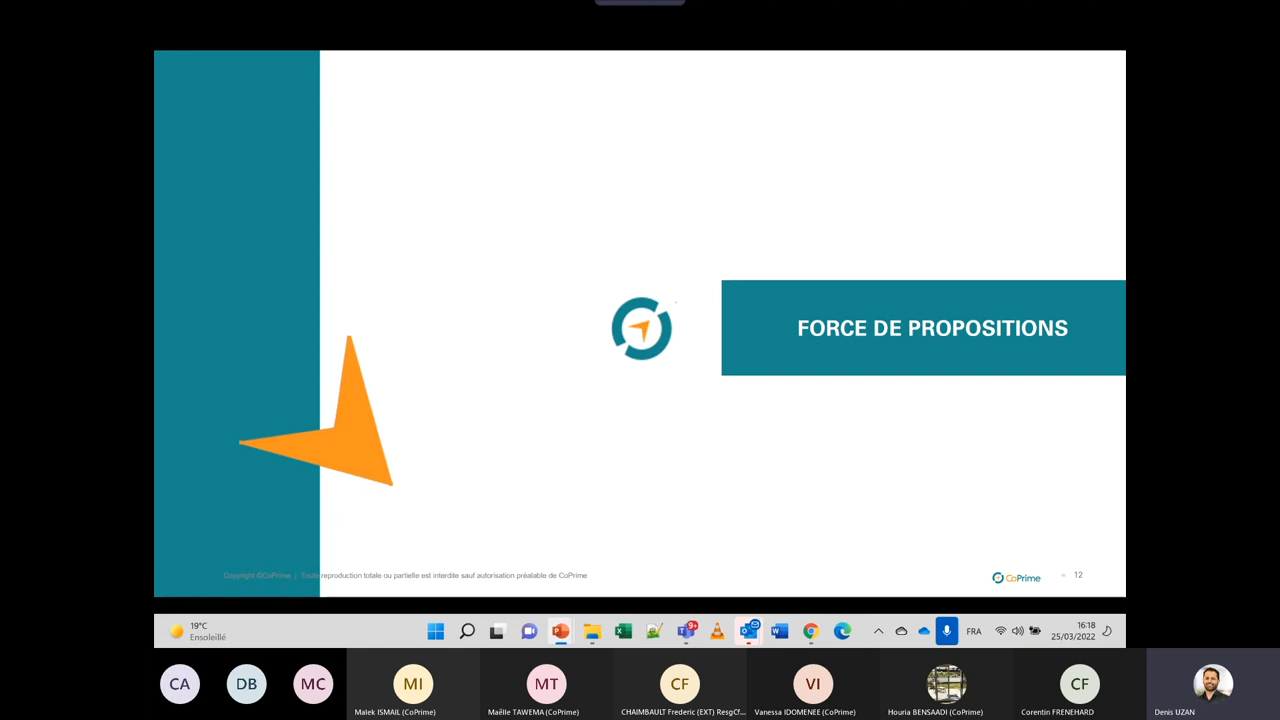 FORCE DE PROPOSITIONS
Copyright ©CoPrime | Toute reproduction totale ou partielle est interdite sauf autorisation préalable de CoPrime
CoPrime
12
19°C
Ensoleillé
9+
FRA
16:18
25/03/2022
CA
DB
MC
MI
Malek ISMAIL (CoPrime)
MT
Maëlle TAWEMA (CoPrime)
CF
CHAIMBAULT Frederic (EXT) ResgCf...
VI
Vanessa IDOMENEE (CoPrime)
Houria BENSAADI (CoPrime)
CF
Corentin FRENEHARD
Denis UZAN